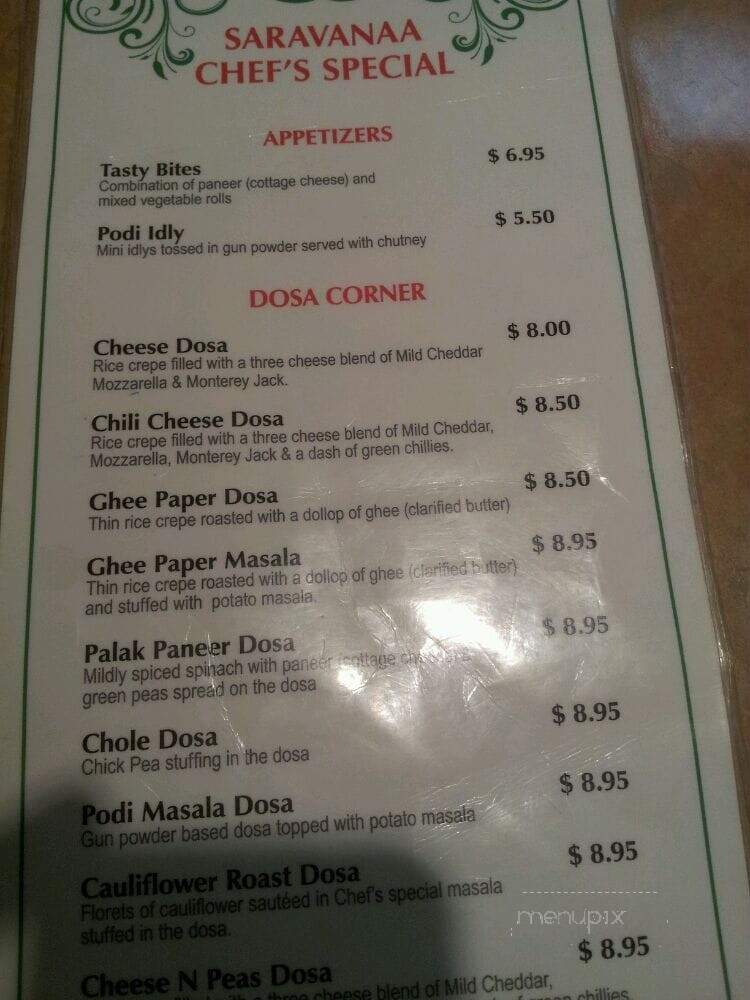 SARAVANAA
CHEF'S SPECIAL
APPETIZERS
Tasty Bites $ 6.95
Combination of paneer (cottage cheese) and
mixed vegetable rolls
Podi Idly $ 5.50
Mini idlys tossed in gun powder served with chutney
DOSA CORNER
Cheese Dosa $ 8.00
Rice crepe filled with a three cheese blend of Mild Cheddar
Mozzarella & Monterey Jack.
Chili Cheese Dosa $ 8.50
Rice crepe filled with a three cheese blend of Mild Cheddar,
Mozzarella, Monterey Jack & a dash of green chillies.
Ghee Paper Dosa $ 8.50
Thin rice crepe roasted with a dollop of ghee (clarified butter)
Ghee Paper Masala $ 8.95
Thin rice crepe roasted with a dollop of ghee (clarified butter)
and stuffed with potato masala.
Palak Paneer Dosa $ 8.95
Mildly spiced spinach with paneer (cottage
green peas spread on the dosa
Chole Dosa $ 8.95
Chick Pea stuffing in the dosa
Podi Masala Dosa $ 8.95
Gun powder based dosa topped with potato masala
Cauliflower Roast Dosa $ 8.95
Florets of cauliflower sautéed in Chef's special masala
stuffed in the dosa.
menupix
Cheese N Peas Dosa $ 8.95
three cheese blend of Mild Cheddar,
of green chillies